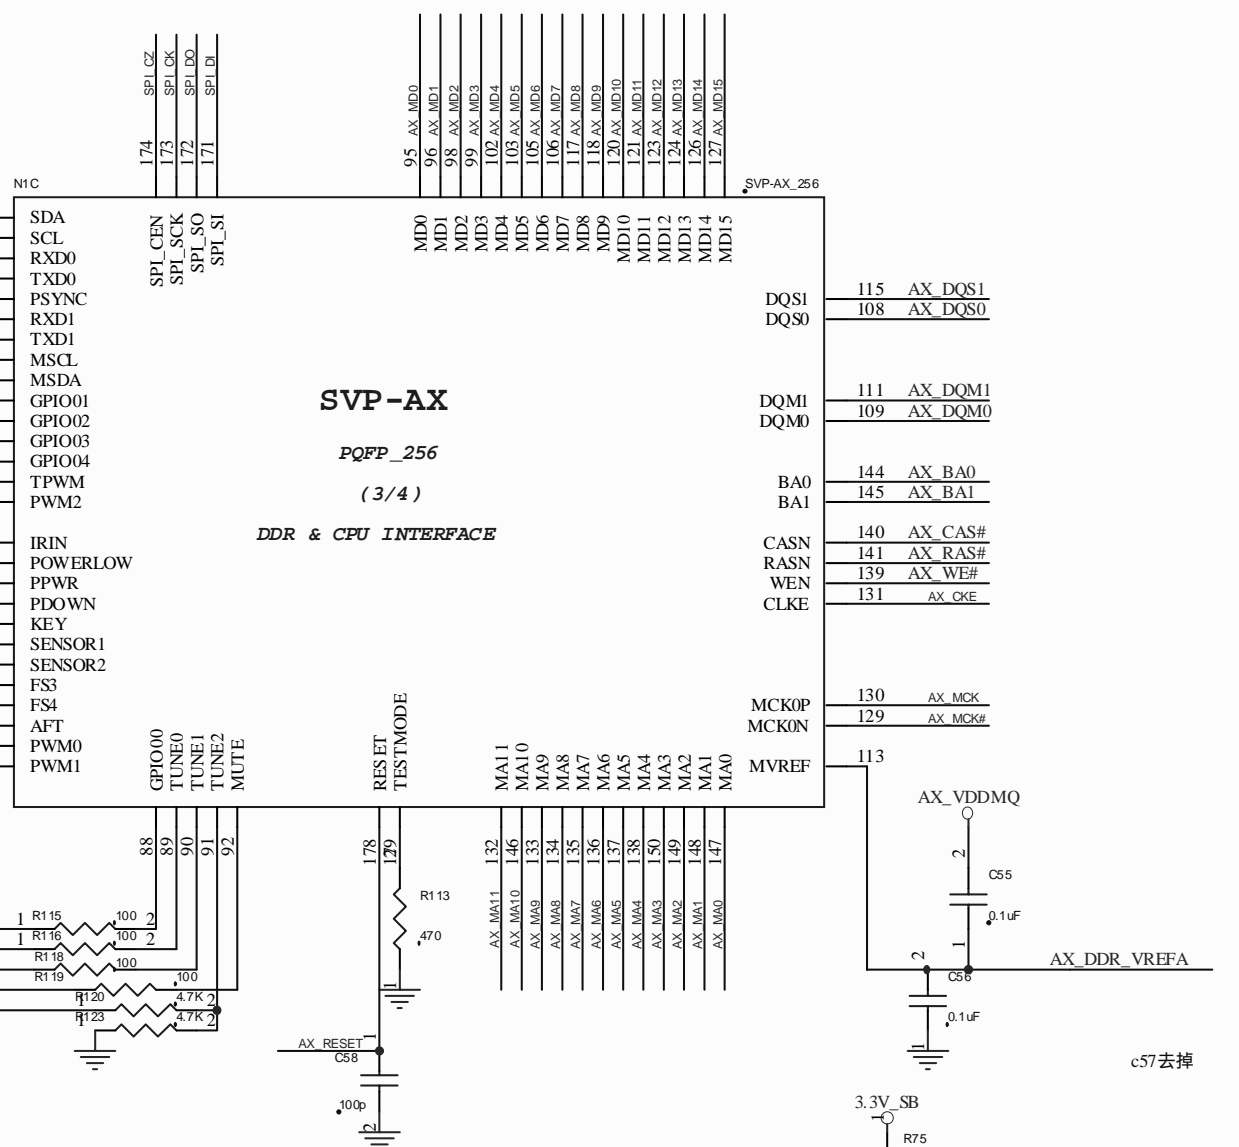 SPI_CZ
SPI_CK
SPI_DO
SPI_DI
174
173
172
171
AX_MD0
AX_MD1
AX_MD2
AX_MD3
AX_MD4
AX_MD5
AX_MD6
AX_MD7
AX_MD8
AX_MD9
AX_MD10
AX_MD11
AX_MD12
AX_MD13
AX_MD14
AX_MD15
95
96
98
99
102
103
105
106
117
118
120
121
123
124
126
127
N1C
SVP-AX_256
SPI_CEN
SPI_SCK
SPI_SO
SPI_SI
MD0
MD1
MD2
MD3
MD4
MD5
MD6
MD7
MD8
MD9
MD10
MD11
MD12
MD13
MD14
MD15
SDA
SCL
RXD0
TXD0
PSYNC
RXD1
TXD1
MSCL
MSDA
GPIO01
GPIO02
GPIO03
GPIO04
TPWM
PWM2
IRIN
POWERLOW
PPWR
PDOWN
KEY
SENSOR1
SENSOR2
FS3
FS4
AFT
PWM0
PWM1
SVP-AX
PQFP_256
(3/4)
DDR & CPU INTERFACE
DQS1 115 AX_DQS1
DQS0 108 AX_DQS0
DQM1 111 AX_DQM1
DQM0 109 AX_DQM0
BA0 144 AX_BA0
BA1 145 AX_BA1
CASN 140 AX_CAS#
RASN 141 AX_RAS#
WEN 139 AX_WE#
CLKE 131 AX_CKE
MCK0P 130 AX_MCK
MCK0N 129 AX_MCK#
MVREF 113
GPIO00
TUNE0
TUNE1
TUNE2
MUTE
RESET
TESTMODE
MA11
MA10
MA9
MA8
MA7
MA6
MA5
MA4
MA3
MA2
MA1
MA0
88
89
90
91
92
178
132
146
133
134
135
136
137
138
150
149
148
147
AX_MA11
AX_MA10
AX_MA9
AX_MA8
AX_MA7
AX_MA6
AX_MA5
AX_MA4
AX_MA3
AX_MA2
AX_MA1
AX_MA0
AX_VDDMQ
2
C55
0.1uF
1
AX_DDR_VREFA
2
C56
0.1uF
1
1 R115 100 2
1 R116 100 2
R118 100
R119 100
R120 4.7K 2
1 R123 4.7K 2
R113
470
1
AX_RESET
1
C58
100p
2
c57去掉
3.3V_SB
R75